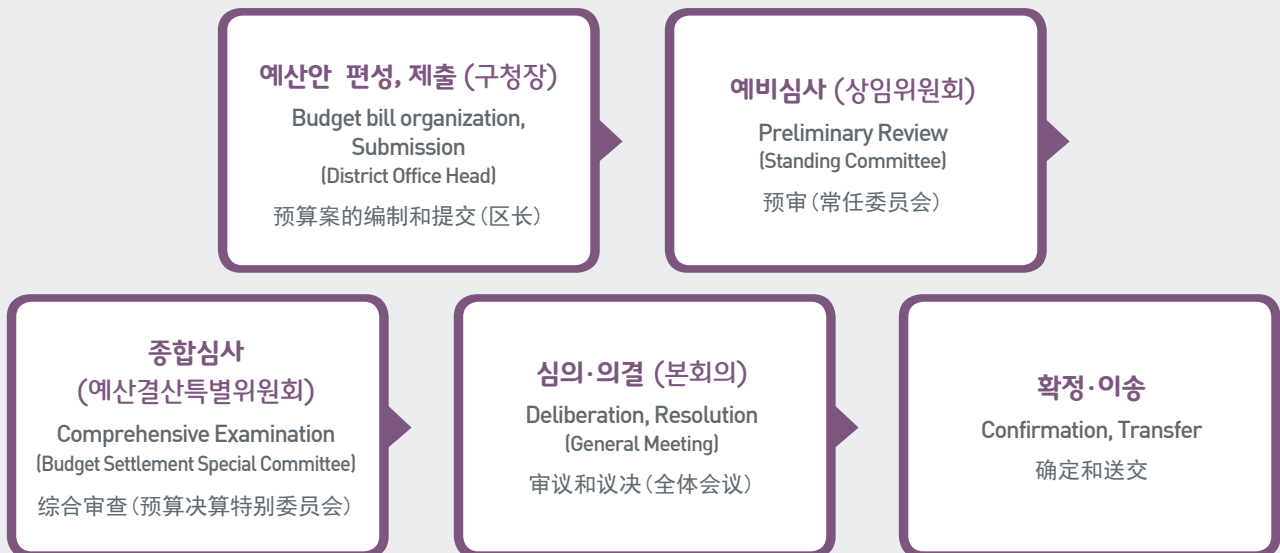 예산안 편성, 제출 (구청장)
Budget bill organization,
Submission
(District Office Head)
预算案的编制和提交(区长)
예비심사 (상임위원회)
Preliminary Review
(Standing Committee)
预审(常任委员会)
종합심사
(예산결산특별위원회)
Comprehensive Examination
(Budget Settlement Special Committee)
综合审查(预算决算特别委员会)
심의·의결 (본회의)
Deliberation, Resolution
(General Meeting)
审议和议决(全体会议)
확정·이송
Confirmation, Transfer
确定和送交